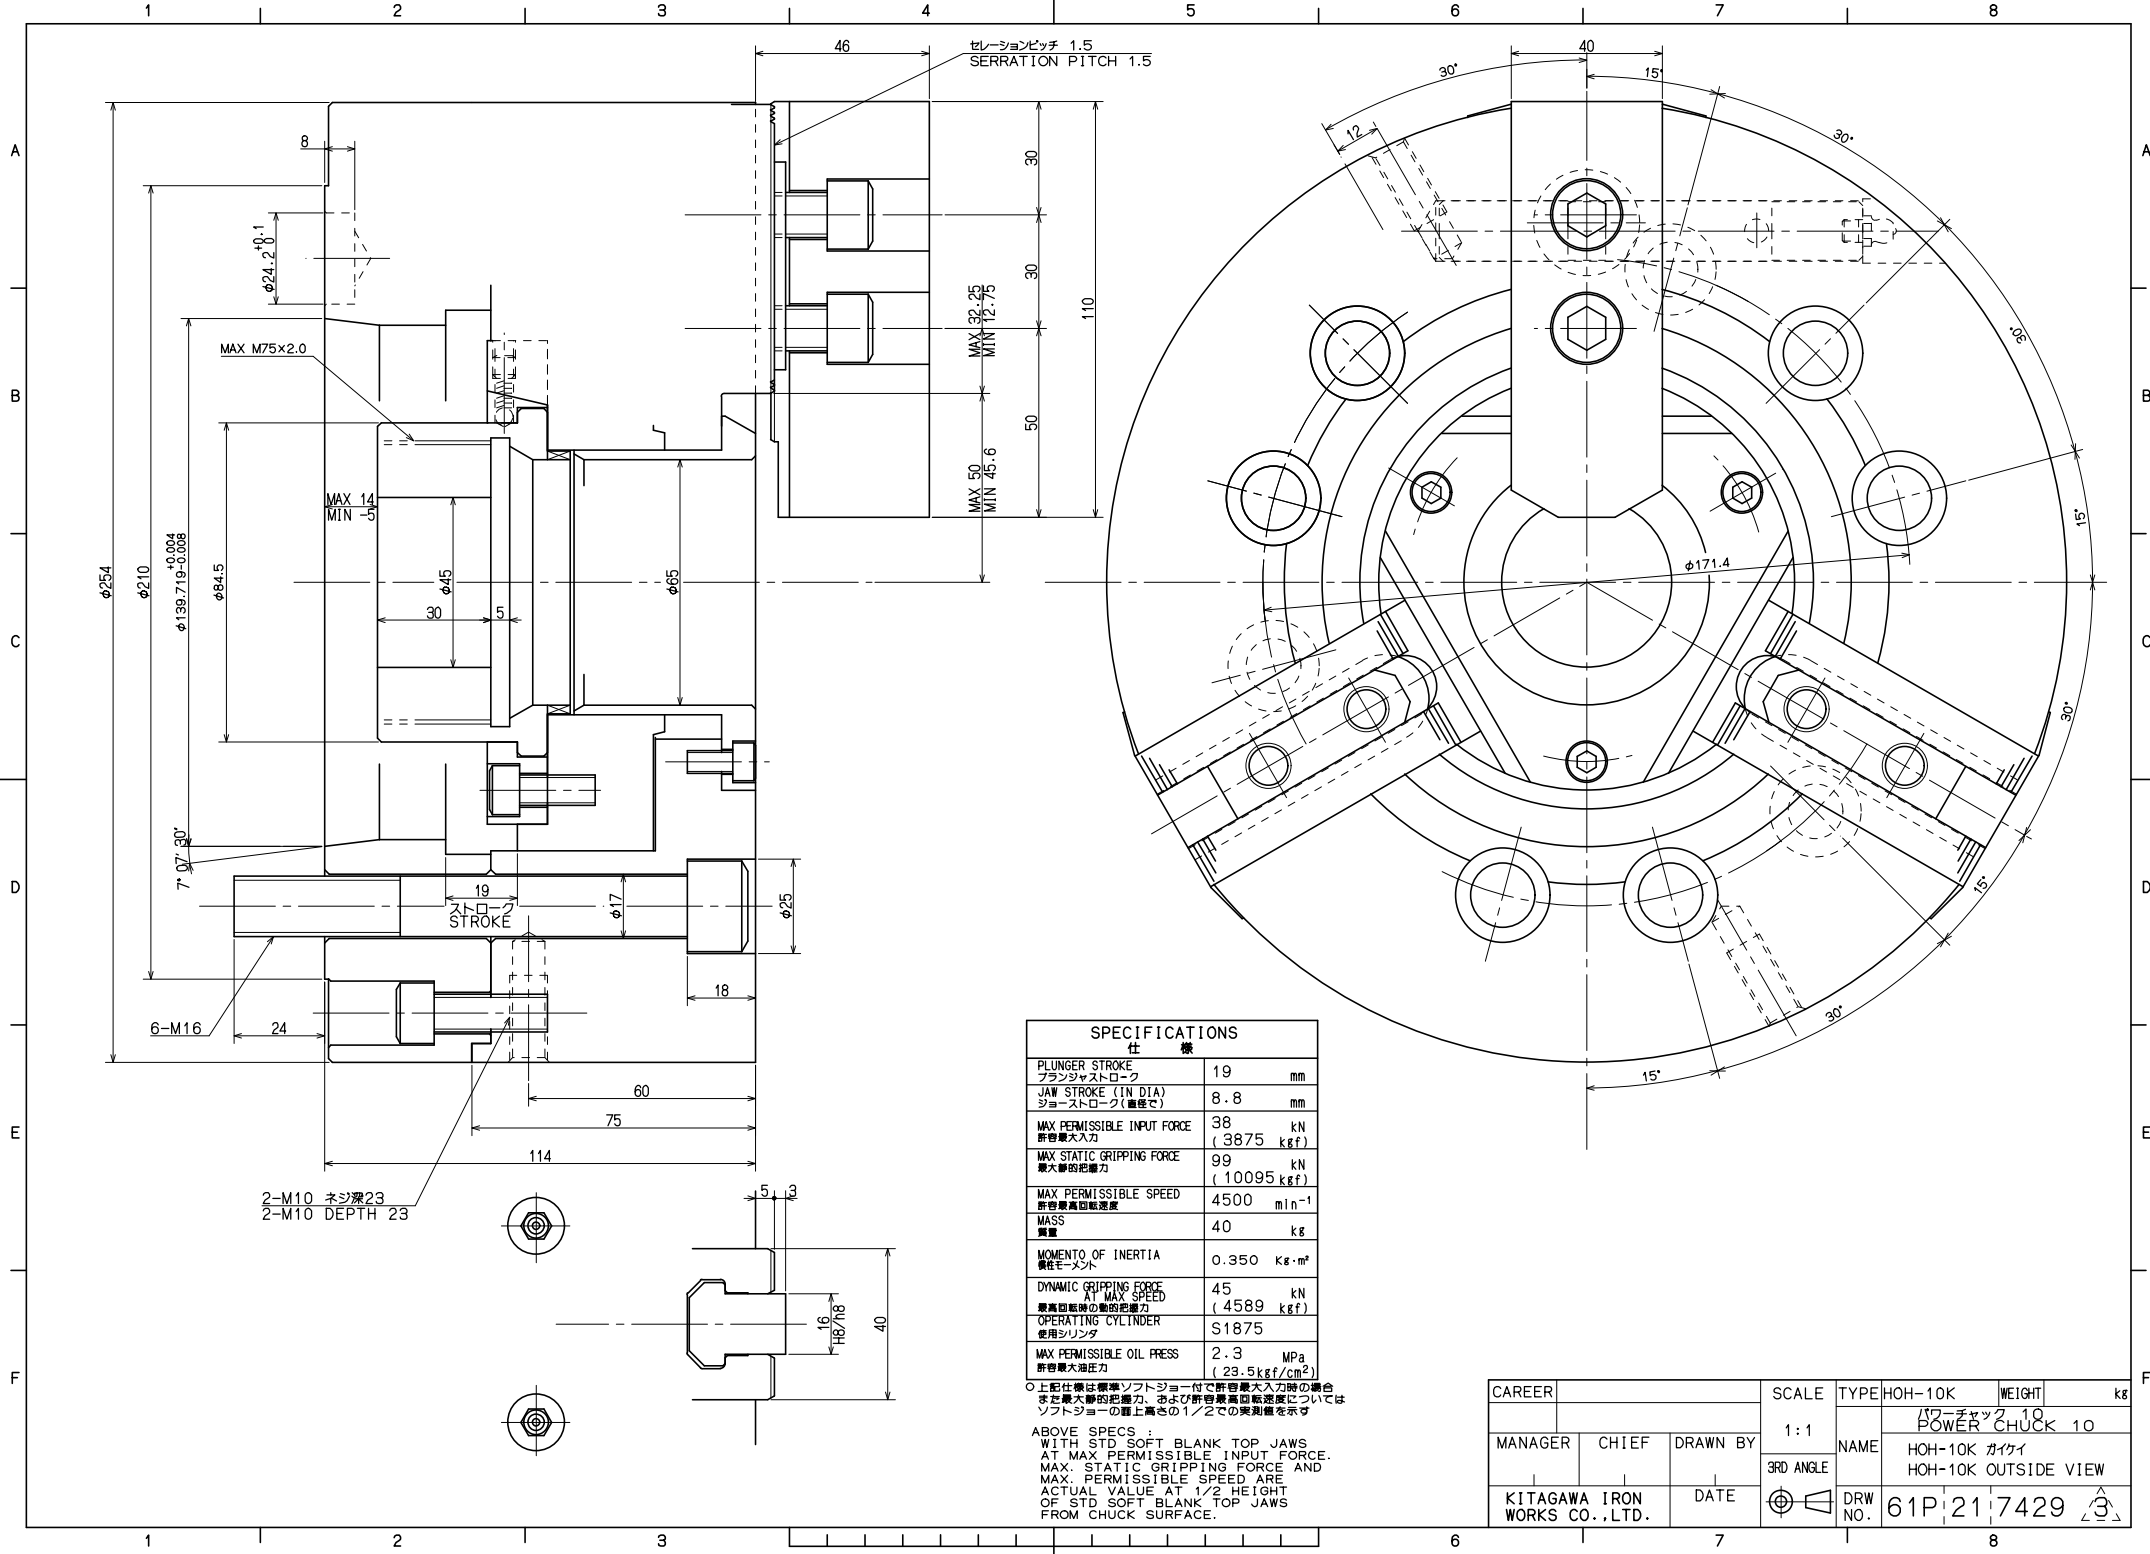 1 2 3 4 5 6 7 8
A A
B B
C C
D D
E E
F F
1 2 3 6 7 8
セレーションピッチ 1.5
SERRATION PITCH 1.5
46
8
φ24.2 +0.1 0
MAX M75×2.0
MAX 14
MIN -5
φ254
φ210
φ139.719 +0.004 -0.008
φ84.5
φ45
30
5
φ65
30
30
50
110
MAX 32.25
MIN 12.75
MAX 50
MIN 45.6
7° 07′ 30″
19
ストローク
STROKE
φ17
φ25
18
6-M16
24
60
75
114
2-M10 ネジ深23
2-M10 DEPTH 23
5
3
16
H8/h8
40
40
30°
15°
12
30°
30°
15°
φ171.4
30°
15°
30°
15°
SPECIFICATIONS
仕 様
PLUNGER STROKE 19 mm
プランジャストローク
JAW STROKE (IN DIA) 8.8 mm
ジョーストローク(直径で)
MAX PERMISSIBLE INPUT FORCE 38 kN
許容最大入力 ( 3875 kgf)
MAX STATIC GRIPPING FORCE 99 kN
最大静的把握力 ( 10095 kgf)
MAX PERMISSIBLE SPEED 4500 min⁻¹
許容最高回転速度
MASS 40 kg
質量
MOMENTO OF INERTIA 0.350 Kg·m²
慣性モーメント
DYNAMIC GRIPPING FORCE 45 kN
AT MAX SPEED
最高回転時の動的把握力 ( 4589 kgf)
OPERATING CYLINDER S1875
使用シリンダ
MAX PERMISSIBLE OIL PRESS 2.3 MPa
許容最大油圧力 ( 23.5kgf/cm²)
○上記仕様は標準ソフトジョー付で許容最大入力時の場合
また最大静的把握力、および許容最高回転速度については
ソフトジョーの面上高さの1/2での実測値を示す
ABOVE SPECS :
WITH STD SOFT BLANK TOP JAWS
AT MAX PERMISSIBLE INPUT FORCE.
MAX. STATIC GRIPPING FORCE AND
MAX. PERMISSIBLE SPEED ARE
ACTUAL VALUE AT 1/2 HEIGHT
OF STD SOFT BLANK TOP JAWS
FROM CHUCK SURFACE.
CAREER
SCALE
1:1
TYPE HOH-10K WEIGHT kg
MANAGER CHIEF DRAWN BY
3RD ANGLE
NAME
パワーチャック 10
POWER CHUCK 10
HOH-10K ガイケイ
HOH-10K OUTSIDE VIEW
KITAGAWA IRON
WORKS CO.,LTD.
DATE
DRW
NO.
61P 21 7429 3